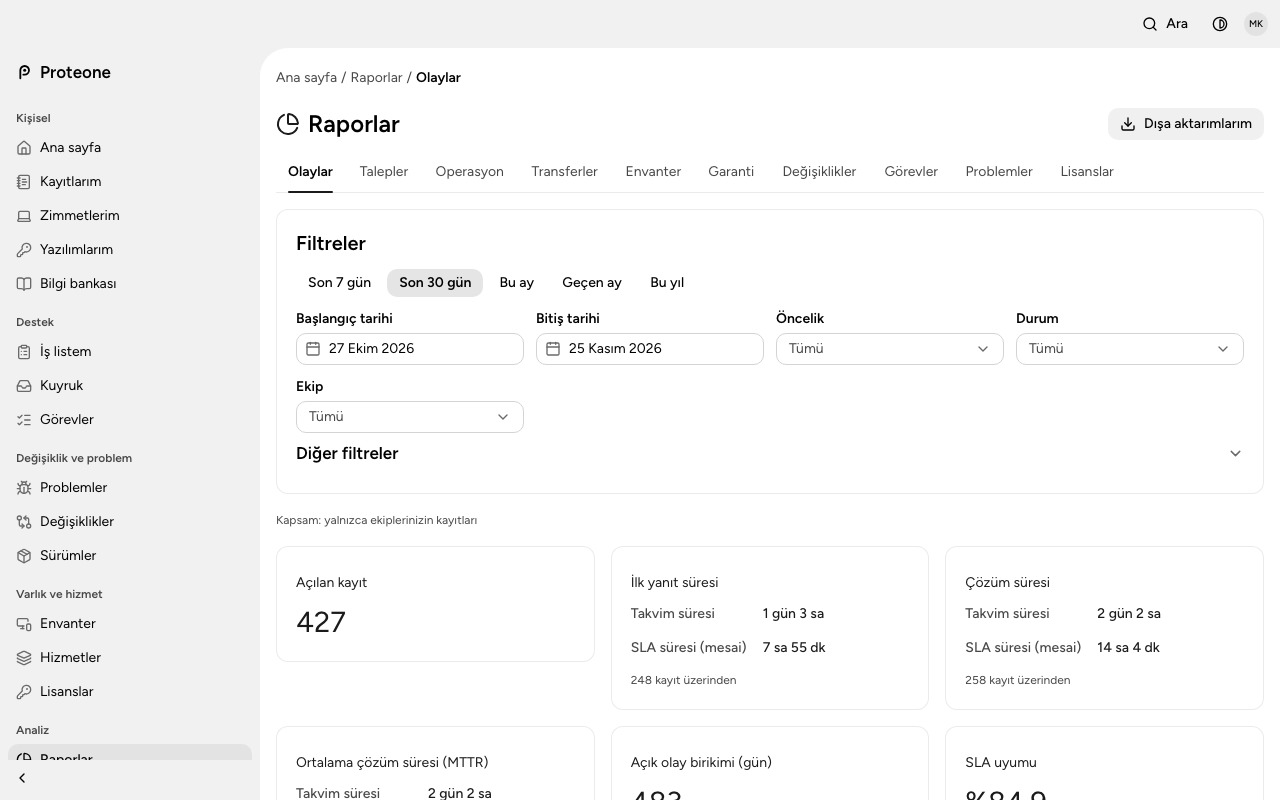 Ara
MK
Proteone
Kişisel
Ana sayfa
Kayıtlarım
Zimmetlerim
Yazılımlarım
Bilgi bankası
Destek
İş listem
Kuyruk
Görevler
Değişiklik ve problem
Problemler
Değişiklikler
Sürümler
Varlık ve hizmet
Envanter
Hizmetler
Lisanslar
Analiz
Raporlar
Ana sayfa / Raporlar / Olaylar
Raporlar
Dışa aktarımlarım
Olaylar Talepler Operasyon Transferler Envanter Garanti Değişiklikler Görevler Problemler Lisanslar
Filtreler
Son 7 gün Son 30 gün Bu ay Geçen ay Bu yıl
Başlangıç tarihi Bitiş tarihi Öncelik Durum
27 Ekim 2026 25 Kasım 2026 Tümü Tümü
Ekip
Tümü
Diğer filtreler
Kapsam: yalnızca ekiplerinizin kayıtları
Açılan kayıt
427
İlk yanıt süresi
Takvim süresi 1 gün 3 sa
SLA süresi (mesai) 7 sa 55 dk
248 kayıt üzerinden
Çözüm süresi
Takvim süresi 2 gün 2 sa
SLA süresi (mesai) 14 sa 4 dk
258 kayıt üzerinden
Ortalama çözüm süresi (MTTR)
Takvim süresi 2 gün 2 sa
Açık olay birikimi (gün)
483
SLA uyumu
%84,9